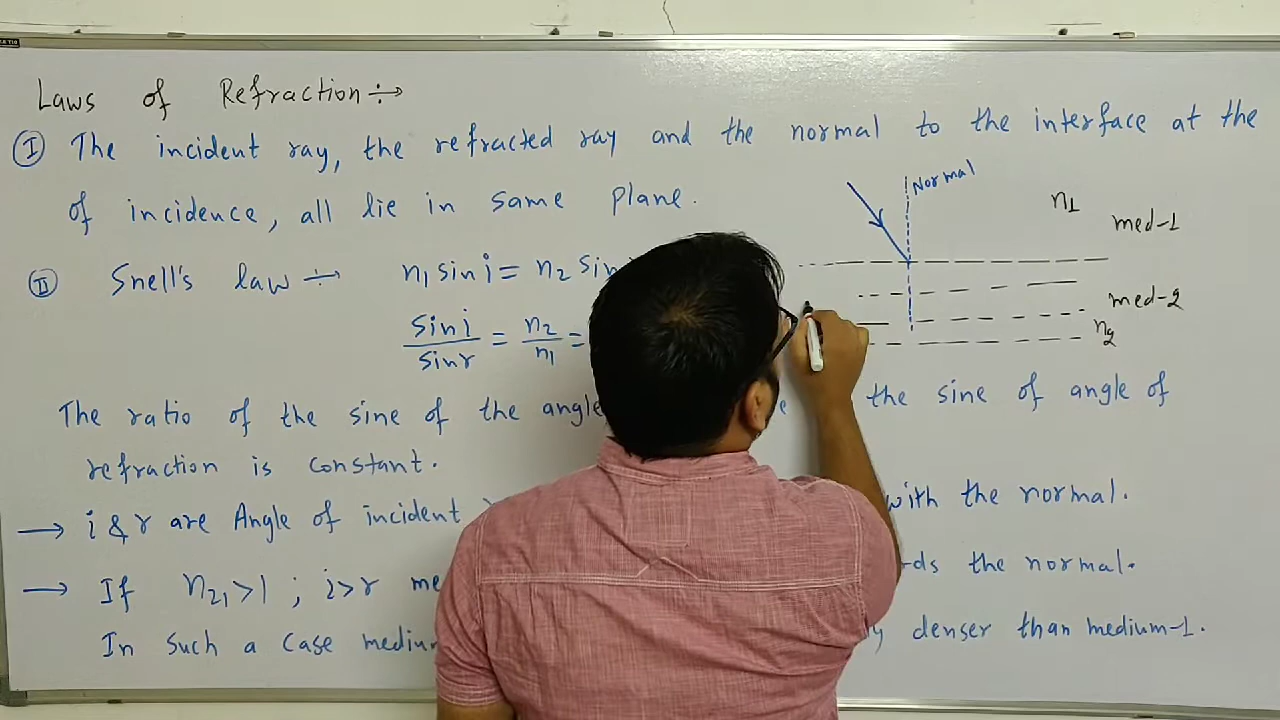 Laws of Refraction ÷→
Ⓘ The incident ray, the refracted ray and the normal to the interface at the
of incidence, all lie in same plane.
Normal
n1
med-1
Ⓘⓘ Snell's law ÷ n1 sin i = n2 sin
med-2
n2
sin i / sin r = n2 / n1 =
The ratio of the sine of the angle the sine of angle of
refraction is constant.
→ i & r are Angle of incident with the normal.
→ If n21 > 1 ; i > r the normal.
In Such a case denser than medium-1.